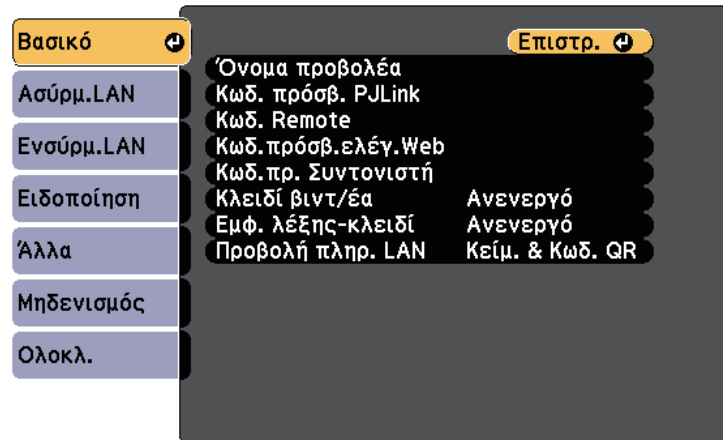 Βασικό
Ασύρμ.LAN
Ενσύρμ.LAN
Ειδοποίηση
Άλλα
Μηδενισμός
Ολοκλ.
Επιστρ.
Όνομα προβολέα
Κωδ. πρόσβ. PJLink
Κωδ. Remote
Κωδ.πρόσβ.ελέγ.Web
Κωδ.πρ. Συντονιστή
Κλειδί βιντ/έα Ανενεργό
Εμφ. λέξης-κλειδί Ανενεργό
Προβολή πληρ. LAN Κείμ. & Κωδ. QR